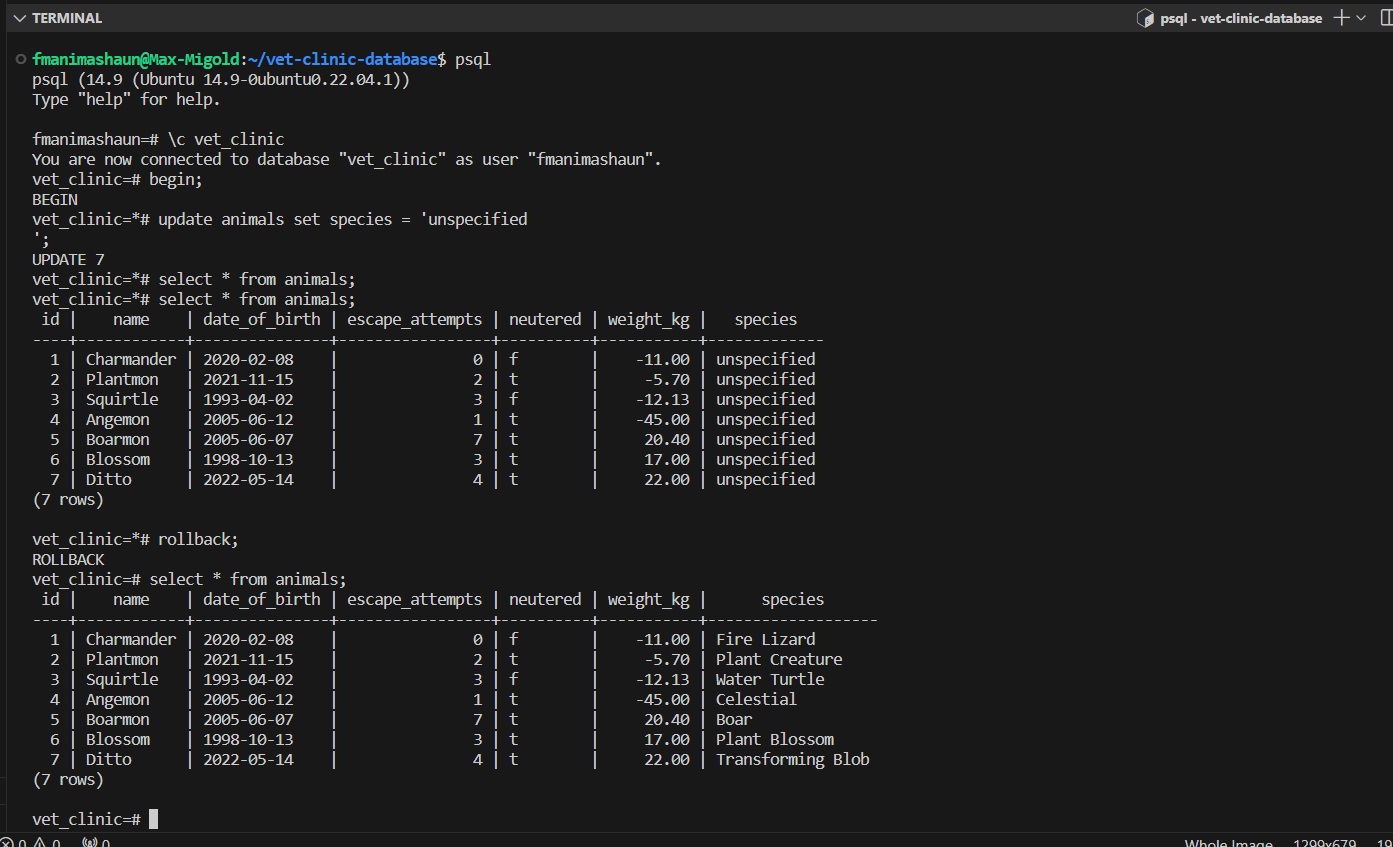 TERMINAL
psql - vet-clinic-database
fmanimashaun@Max-Migold:~/vet-clinic-database$ psql
psql (14.9 (Ubuntu 14.9-0ubuntu0.22.04.1))
Type "help" for help.
fmanimashaun=# \c vet_clinic
You are now connected to database "vet_clinic" as user "fmanimashaun".
vet_clinic=# begin;
BEGIN
vet_clinic=*# update animals set species = 'unspecified
';
UPDATE 7
vet_clinic=*# select * from animals;
vet_clinic=*# select * from animals;
 id |    name    | date_of_birth | escape_attempts | neutered | weight_kg |   species
----+------------+---------------+-----------------+----------+-----------+-------------
  1 | Charmander | 2020-02-08    |               0 | f        |    -11.00 | unspecified
  2 | Plantmon   | 2021-11-15    |               2 | t        |     -5.70 | unspecified
  3 | Squirtle   | 1993-04-02    |               3 | f        |    -12.13 | unspecified
  4 | Angemon    | 2005-06-12    |               1 | t        |    -45.00 | unspecified
  5 | Boarmon    | 2005-06-07    |               7 | t        |     20.40 | unspecified
  6 | Blossom    | 1998-10-13    |               3 | t        |     17.00 | unspecified
  7 | Ditto      | 2022-05-14    |               4 | t        |     22.00 | unspecified
(7 rows)
vet_clinic=*# rollback;
ROLLBACK
vet_clinic=# select * from animals;
 id |    name    | date_of_birth | escape_attempts | neutered | weight_kg |      species
----+------------+---------------+-----------------+----------+-----------+-------------------
  1 | Charmander | 2020-02-08    |               0 | f        |    -11.00 | Fire Lizard
  2 | Plantmon   | 2021-11-15    |               2 | t        |     -5.70 | Plant Creature
  3 | Squirtle   | 1993-04-02    |               3 | f        |    -12.13 | Water Turtle
  4 | Angemon    | 2005-06-12    |               1 | t        |    -45.00 | Celestial
  5 | Boarmon    | 2005-06-07    |               7 | t        |     20.40 | Boar
  6 | Blossom    | 1998-10-13    |               3 | t        |     17.00 | Plant Blossom
  7 | Ditto      | 2022-05-14    |               4 | t        |     22.00 | Transforming Blob
(7 rows)
vet_clinic=#
0 0 0 Whole Image 1299x679